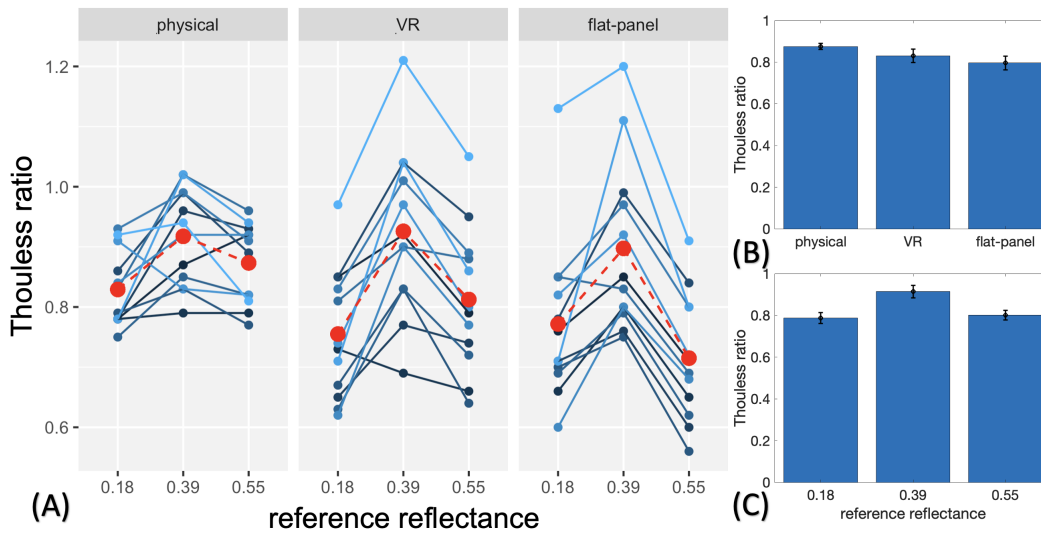 physical VR flat-panel
Thouless ratio
1.2
1.0
0.8
0.6
0.18 0.39 0.55 0.18 0.39 0.55 0.18 0.39 0.55
reference reflectance
(A)
Thouless ratio
1
0.8
0.6
0.4
0.2
0
physical VR flat-panel
(B)
Thouless ratio
1
0.8
0.6
0.4
0.2
0
0.18 0.39 0.55
reference reflectance
(C)